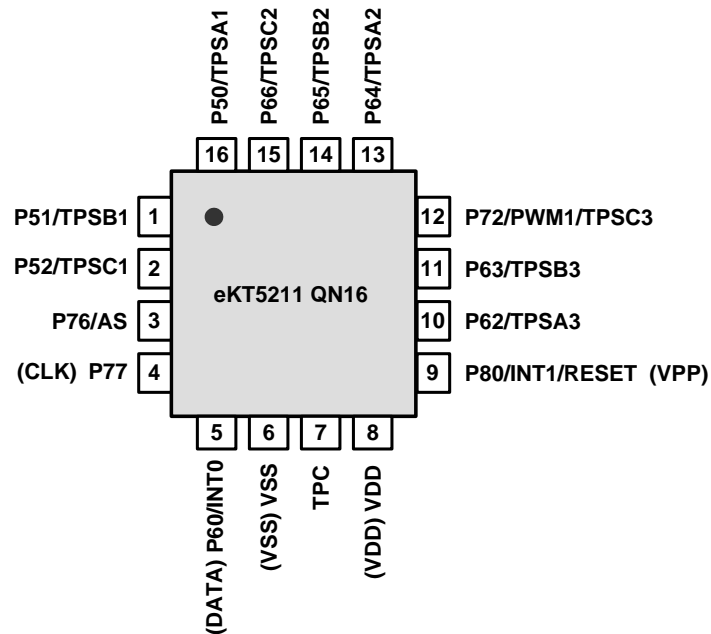 P50/TPSA1
P66/TPSC2
P65/TPSB2
P64/TPSA2
16
15
14
13
P51/TPSB1
1
12
P72/PWM1/TPSC3
P52/TPSC1
2
11
P63/TPSB3
eKT5211 QN16
P76/AS
3
10
P62/TPSA3
(CLK) P77
4
9
P80/INT1/RESET (VPP)
5
6
7
8
(DATA) P60/INT0
(VSS) VSS
TPC
(VDD) VDD